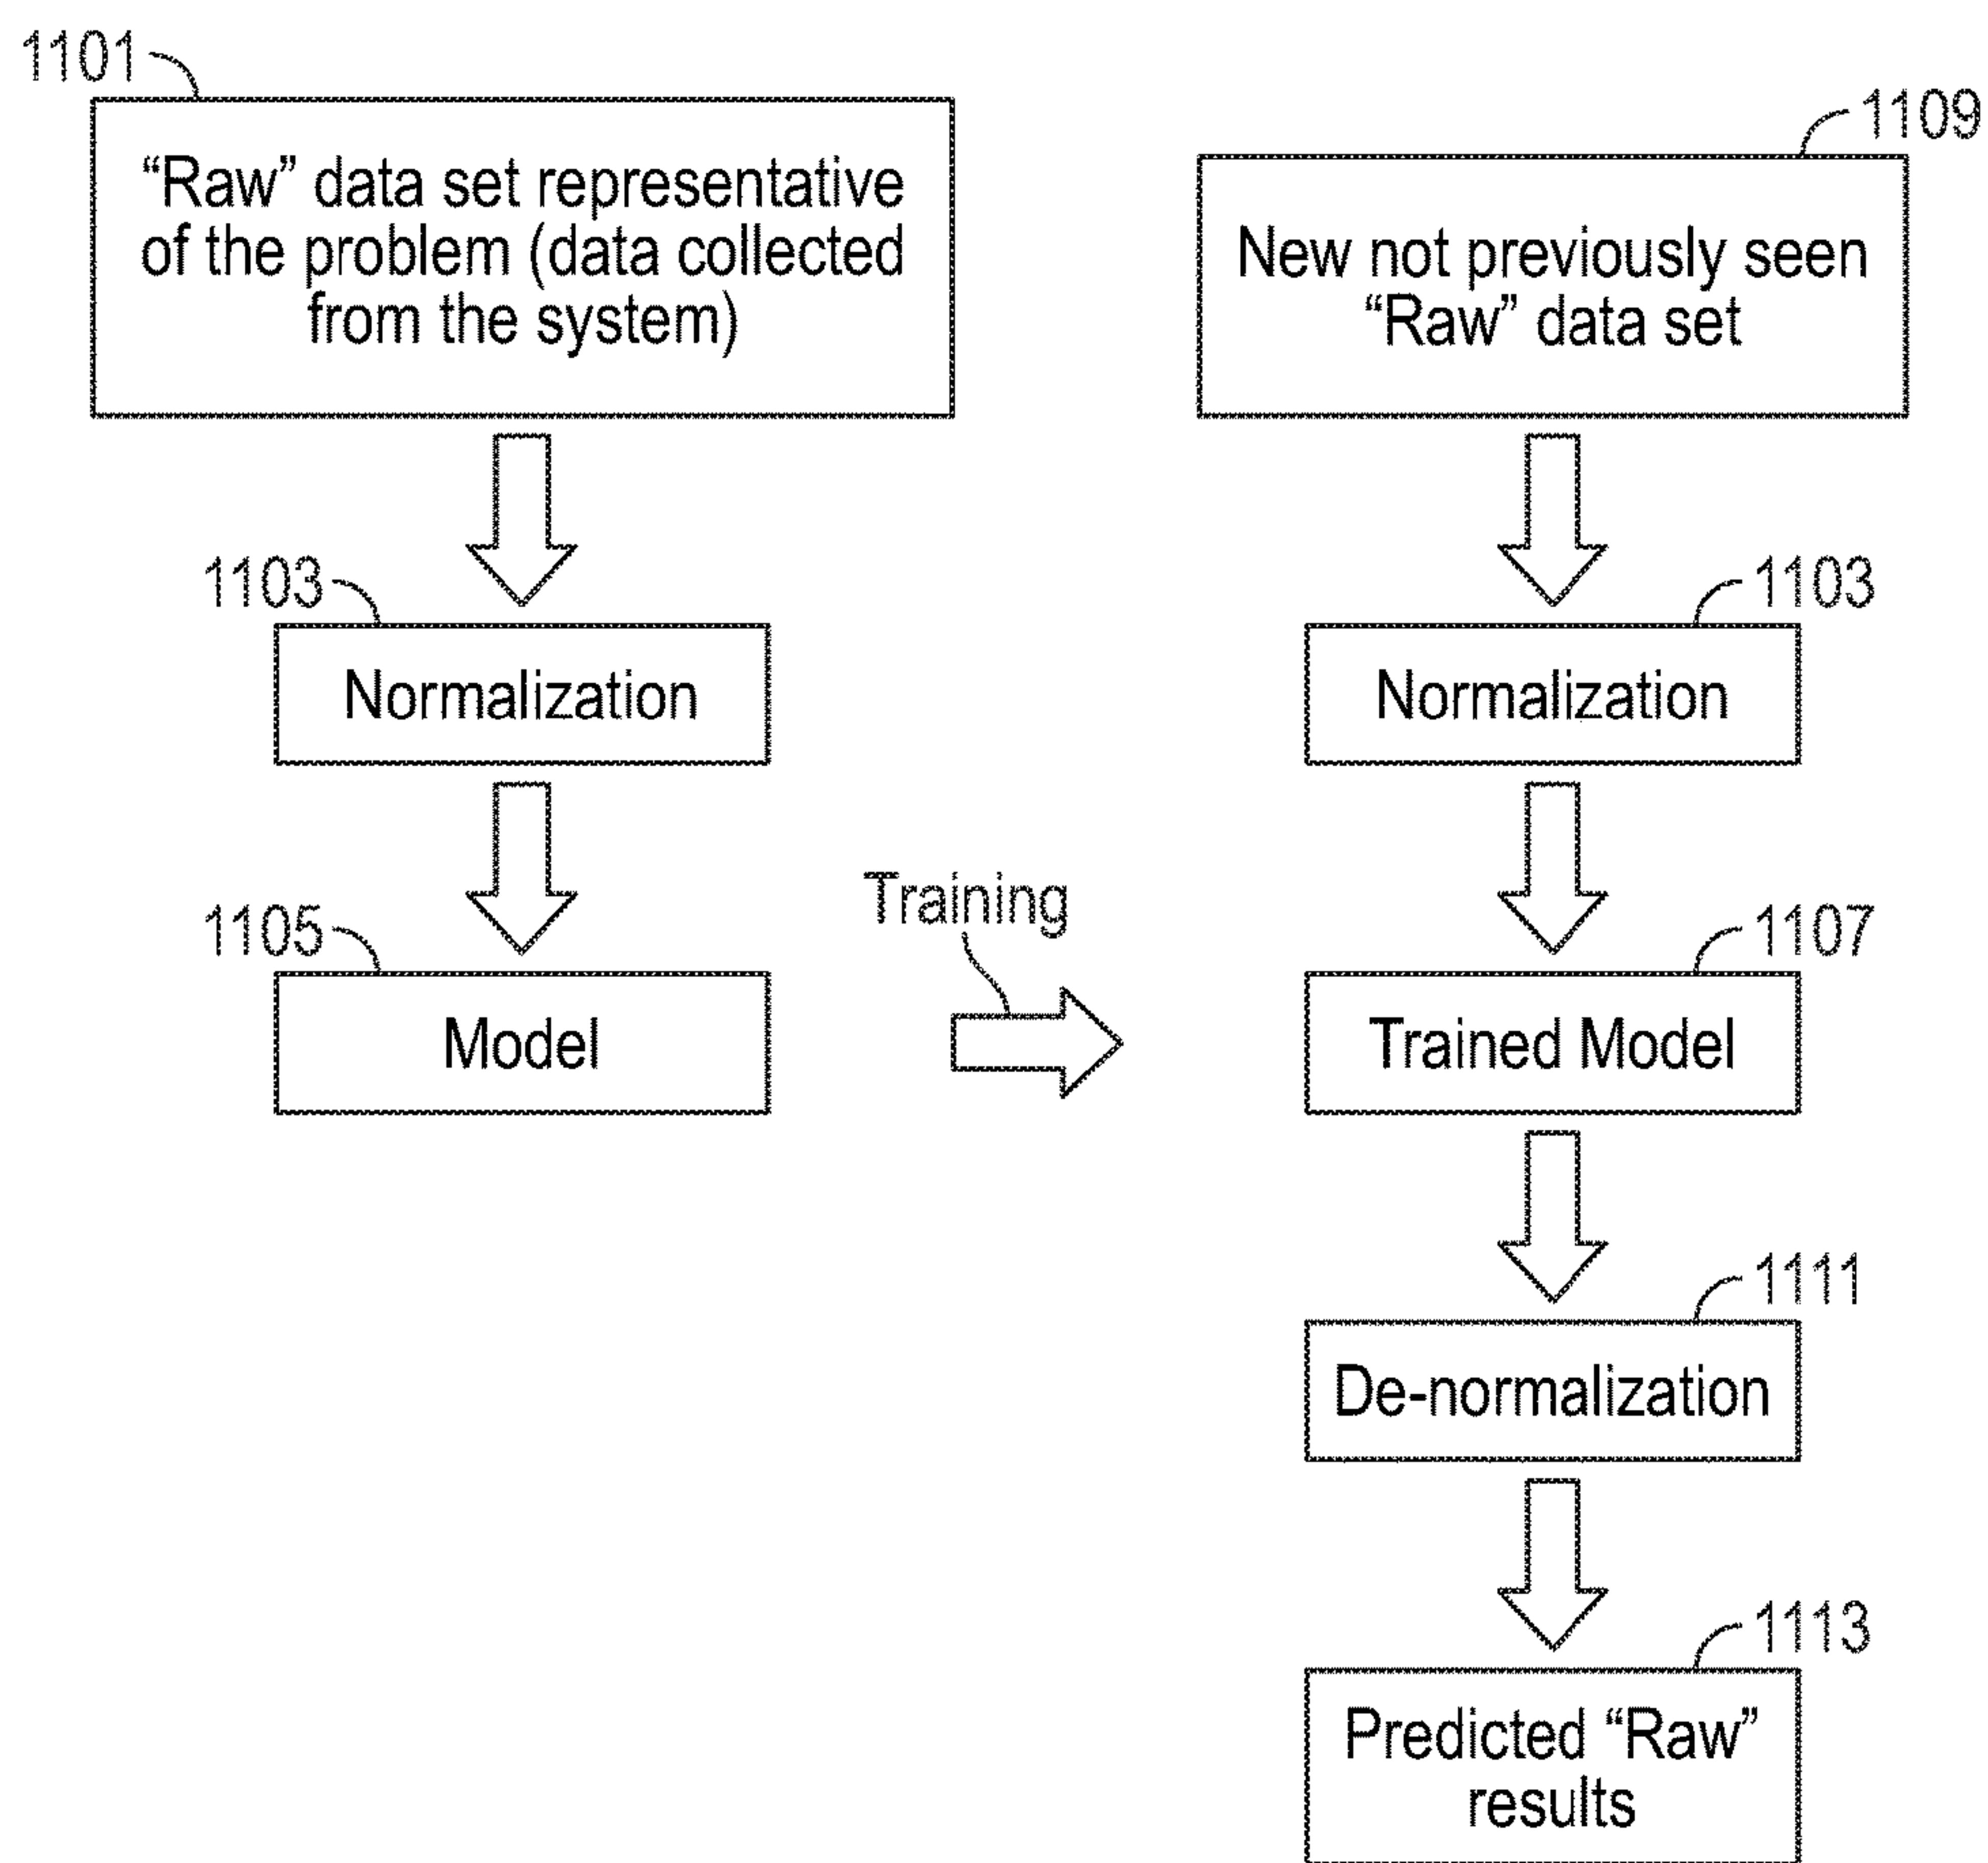 1101
“Raw” data set representative
of the problem (data collected
from the system)
1103
Normalization
1105
Model
Training
1109
New not previously seen
“Raw” data set
1103
Normalization
1107
Trained Model
1111
De-normalization
1113
Predicted “Raw”
results